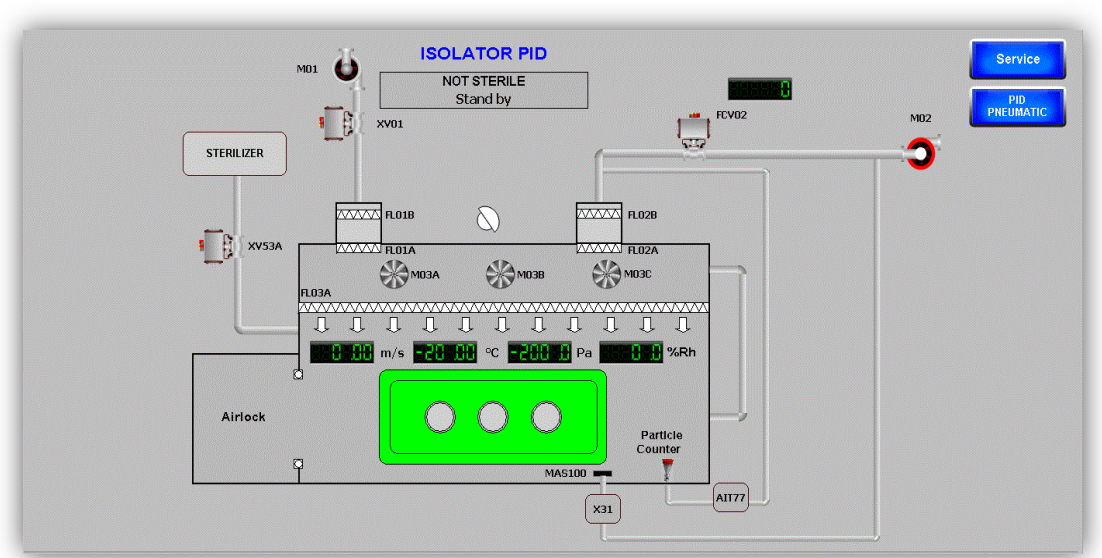 ISOLATOR PID
NOT STERILE
Stand by
Service
PID
PNEUMATIC
M01
XV01
0
FCV02
M02
STERILIZER
XV53A
FL01B
FL02B
FL01A
FL02A
M03A
M03B
M03C
FL03A
0.00 m/s -20.00 °C -200.0 Pa 0.0 %Rh
Airlock
Particle
Counter
MAS100
AIT77
X31